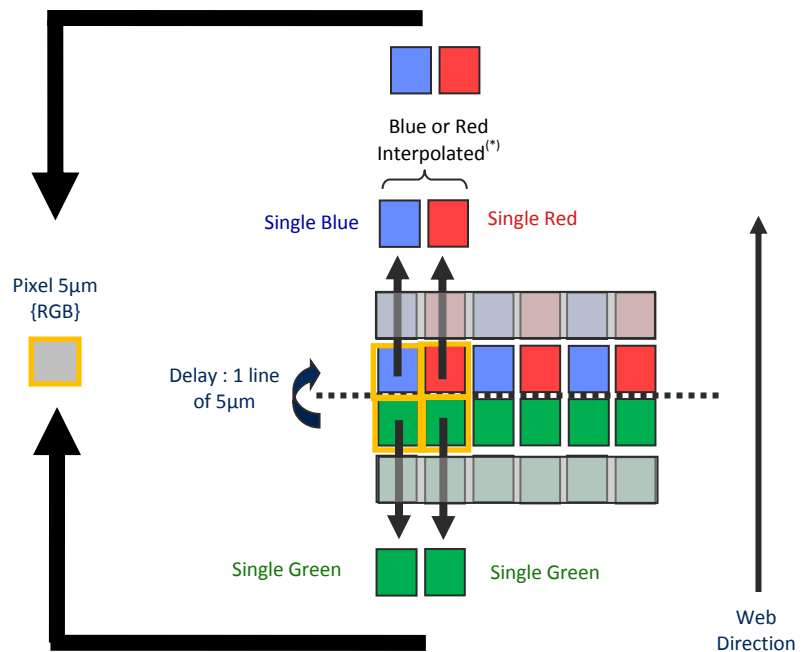 Blue or Red
Interpolated(*)
Single Blue
Single Red
Pixel 5µm
{RGB}
Delay : 1 line
of 5µm
Single Green
Single Green
Web
Direction